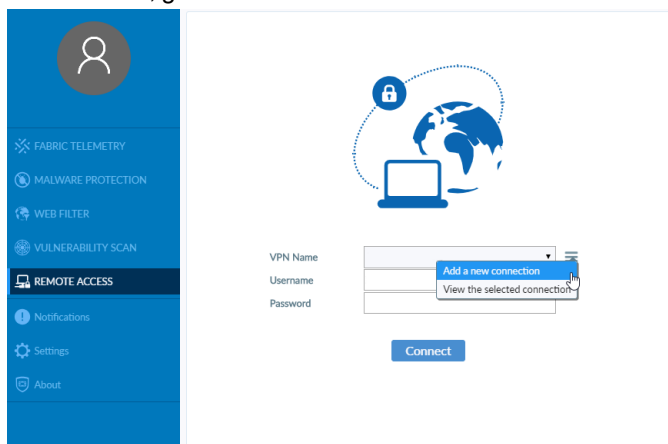 FABRIC TELEMETRY
MALWARE PROTECTION
WEB FILTER
VULNERABILITY SCAN
REMOTE ACCESS
Notifications
Settings
About
VPN Name
Add a new connection
Username
View the selected connection
Password
Connect